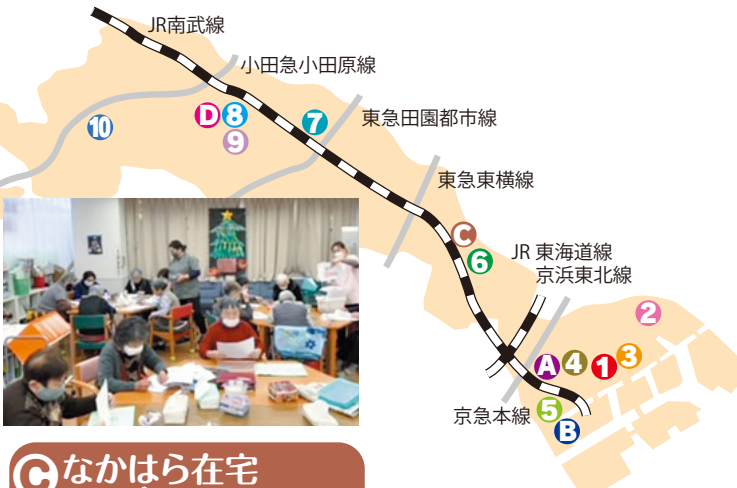 JR南武線
小田急小田原線
東急田園都市線
東急東横線
JR 東海道線
京浜東北線
京急本線
10
D 8
9
7
C
6
2
A 4 1 3
5
B
C なかはら在宅